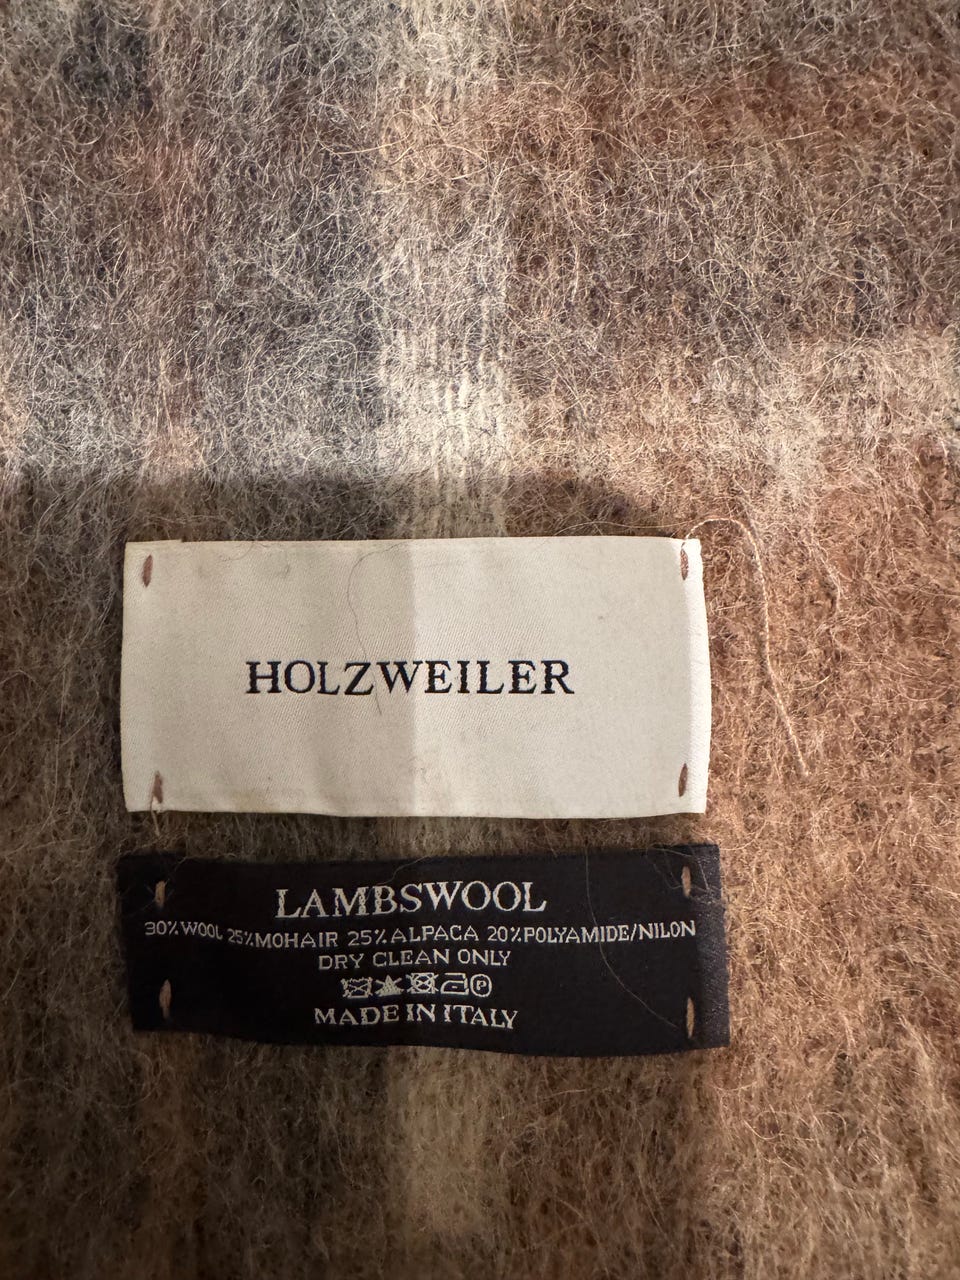 HOLZWEILER
LAMBSWOOL
30%WOOL 25%MOHAIR 25%ALPACA 20%POLYAMIDE/NILON
DRY CLEAN ONLY
P
MADE IN ITALY